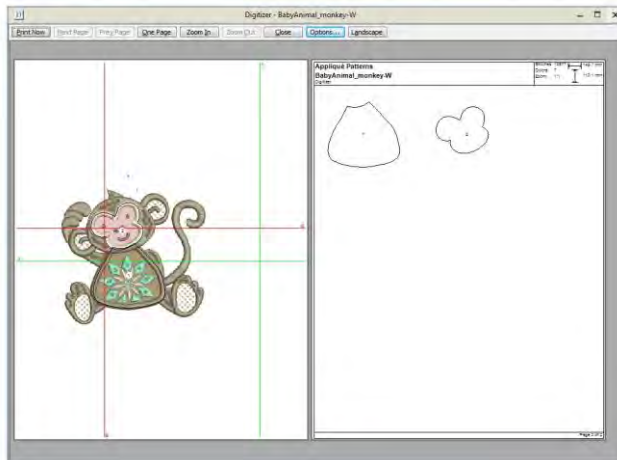 Digitizer - BabyAnimal_monkey-W
Print Now Next Page Prev Page One Page Zoom In Zoom Out Close Options... Landscape
Appliqué Patterns
BabyAnimal_monkey-W
Digitizer